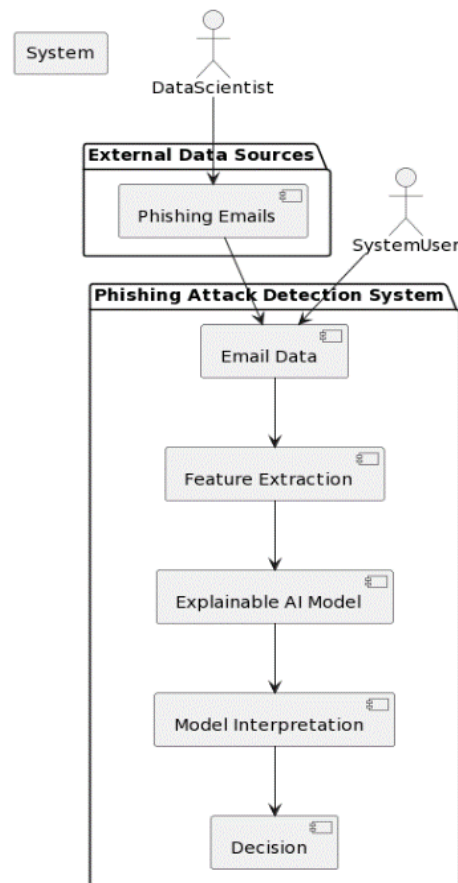 System
DataScientist
External Data Sources
Phishing Emails
SystemUser
Phishing Attack Detection System
Email Data
Feature Extraction
Explainable AI Model
Model Interpretation
Decision